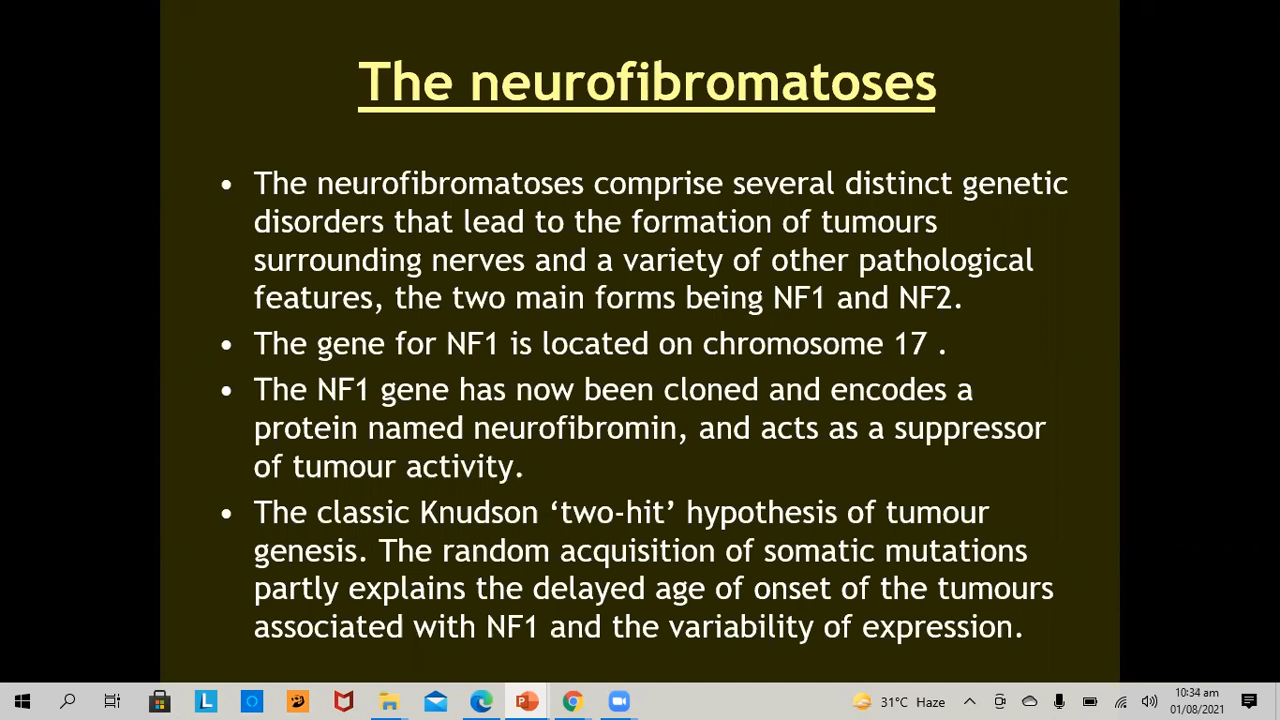 The neurofibromatoses
• The neurofibromatoses comprise several distinct genetic
disorders that lead to the formation of tumours
surrounding nerves and a variety of other pathological
features, the two main forms being NF1 and NF2.
• The gene for NF1 is located on chromosome 17 .
• The NF1 gene has now been cloned and encodes a
protein named neurofibromin, and acts as a suppressor
of tumour activity.
• The classic Knudson ‘two-hit’ hypothesis of tumour
genesis. The random acquisition of somatic mutations
partly explains the delayed age of onset of the tumours
associated with NF1 and the variability of expression.
L
31°C Haze
10:34 am
01/08/2021